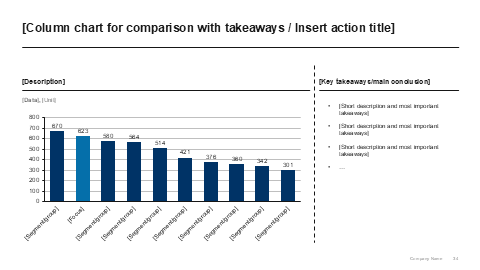 [Column chart for comparison with takeaways / Insert action title]
[Description]
[Key takeaways/main conclusion]
[Data], [Unit]
• [Short description and most important
takeaways]
• [Short description and most important
takeaways]
• [Short description and most important
takeaways]
• …
800
700
600
500
400
300
200
100
0
670
623
580
564
514
421
376
360
342
301
[Segment/group]
[Focus]
[Segment/group]
[Segment/group]
[Segment/group]
[Segment/group]
[Segment/group]
[Segment/group]
[Segment/group]
[Segment/group]
Company Name